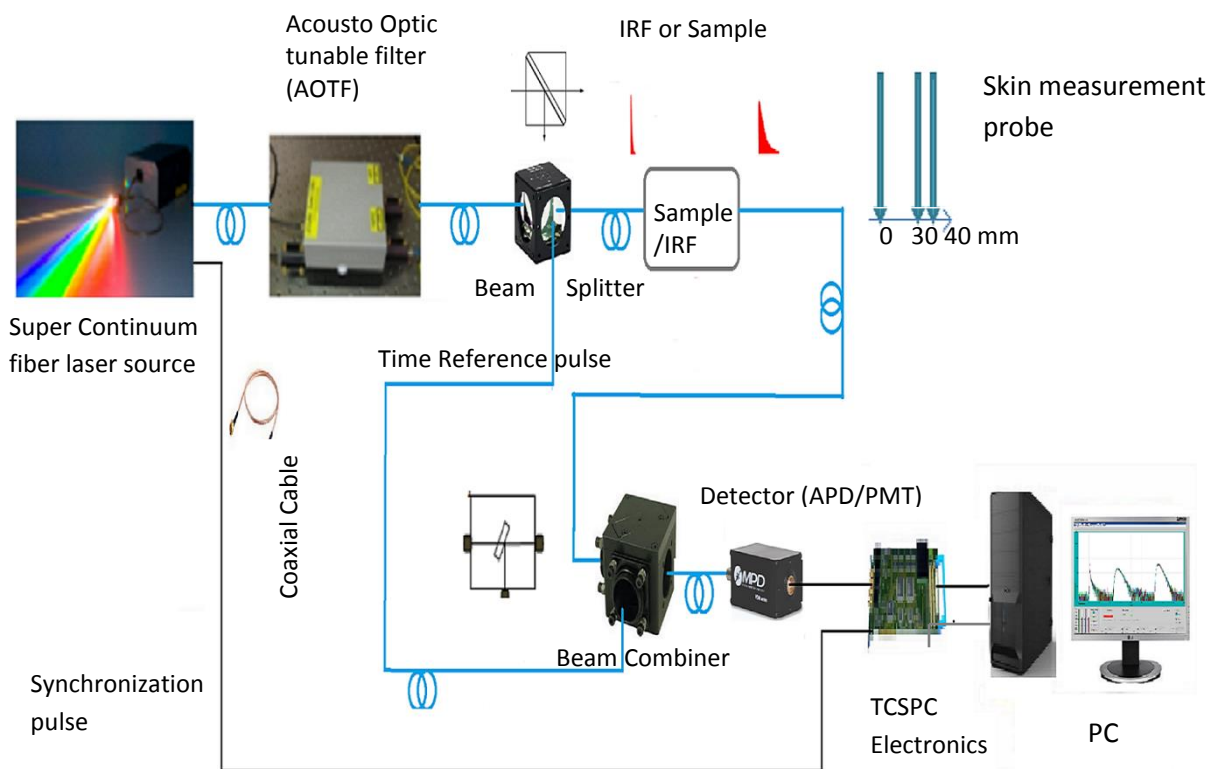 Acousto Optic
tunable filter
(AOTF)
IRF or Sample
Skin measurement
probe
Sample
/IRF
0 30 40 mm
Beam Splitter
Super Continuum
fiber laser source
Time Reference pulse
Coaxial Cable
Detector (APD/PMT)
MPD
Beam Combiner
Synchronization
pulse
TCSPC
Electronics
PC